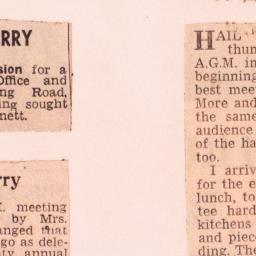 RRY
sion for a
Office and
ng Road,
ing sought
nett.
rry
I. meeting
by Mrs.
anged that
go as dele-
nty annual
HAIL
thun
A.G.M. in
beginning
best meet
More and
the same
audience
of the ha
too.
I arriv
for the e
lunch, to
tee hard
kitchens
and piec
ding. The